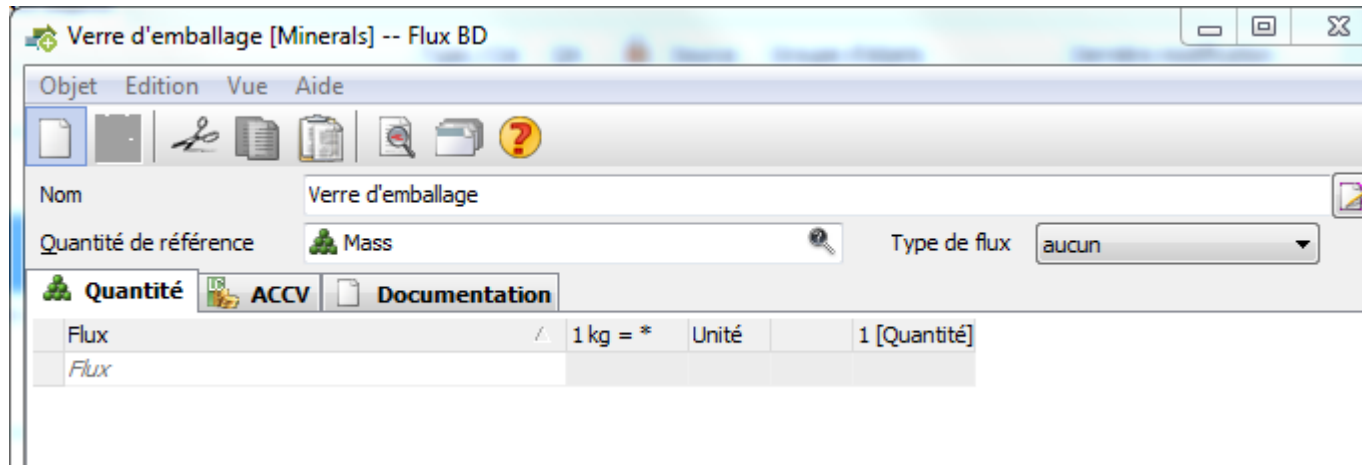 Verre d'emballage [Minerals] -- Flux BD
Objet Edition Vue Aide
Nom Verre d'emballage
Quantité de référence Mass Type de flux aucun
Quantité ACCV Documentation
Flux 1 kg = * Unité 1 [Quantité]
Flux